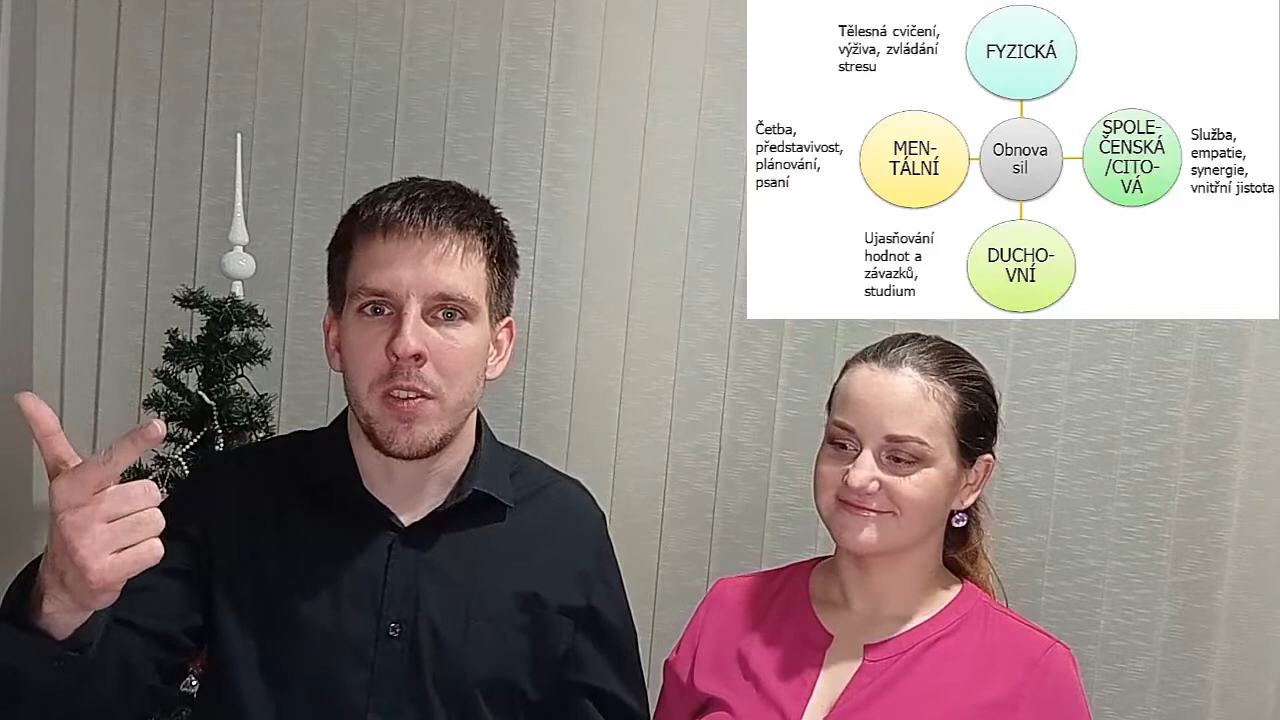 Tělesná cvičení,
výživa, zvládání
stresu
FYZICKÁ
Četba,
představivost,
plánování,
psaní
MEN-
TÁLNÍ
Obnova
sil
SPOLE-
ČENSKÁ
/CITO-
VÁ
Služba,
empatie,
synergie,
vnitřní jistota
Ujasňování
hodnot a
závazků,
studium
DUCHO-
VNÍ